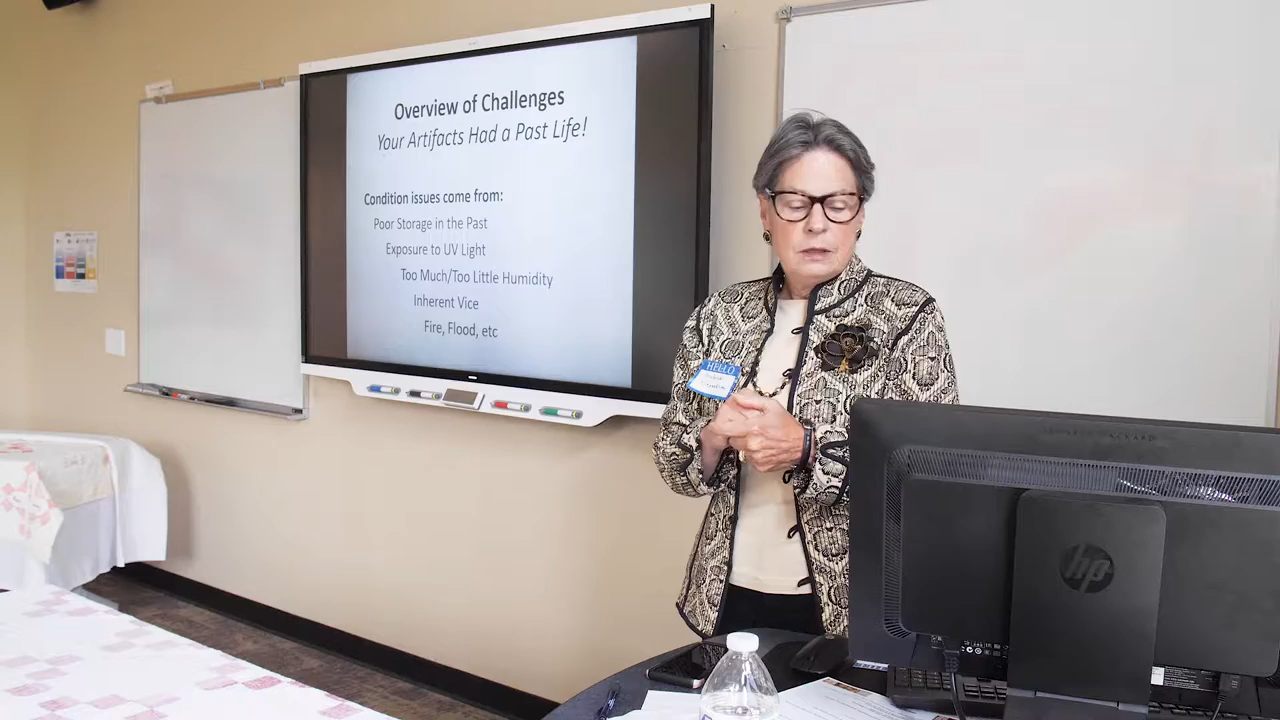 Overview of Challenges
Your Artifacts Had a Past Life!
Condition issues come from:
Poor Storage in the Past
Exposure to UV Light
Too Much/Too Little Humidity
Inherent Vice
Fire, Flood, etc
HELLO
hp